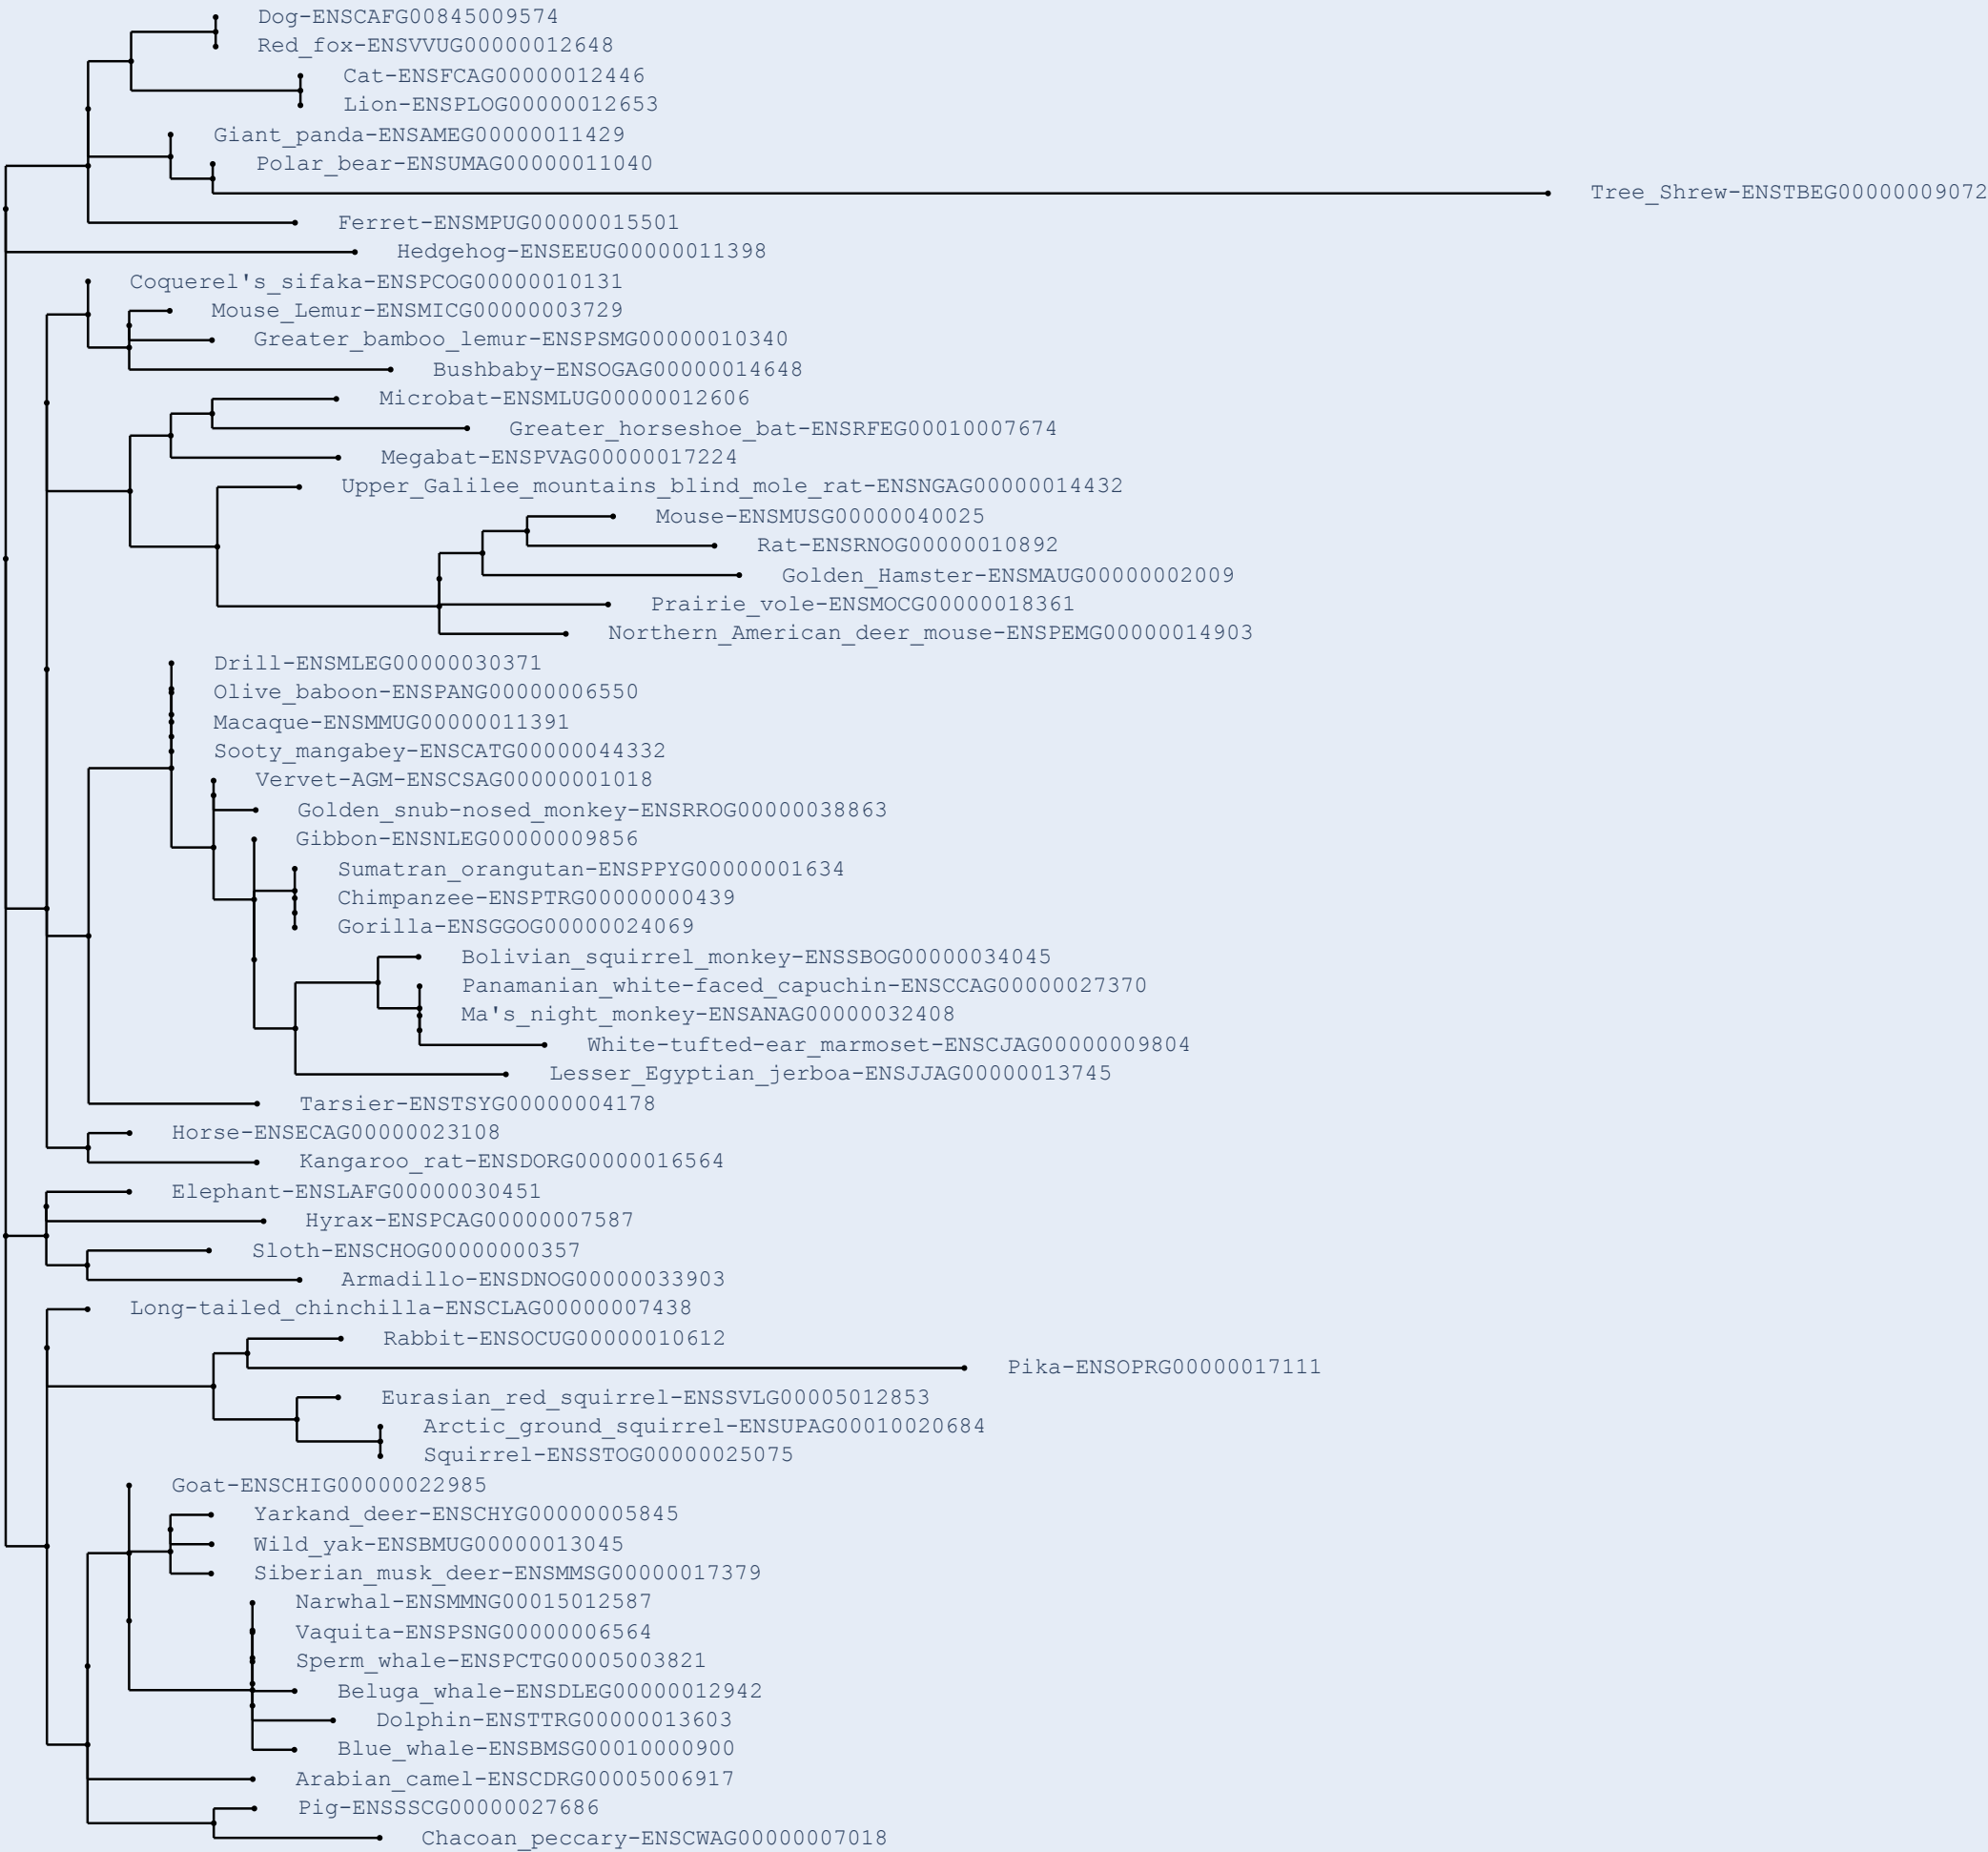 Dog-ENSCAFG00845009574
Red_fox-ENSVVUG00000012648
Cat-ENSFCAG00000012446
Lion-ENSPLOG00000012653
Giant_panda-ENSAMEG00000011429
Polar_bear-ENSUMAG00000011040
Tree_Shrew-ENSTBEG00000009072
Ferret-ENSMPUG00000015501
Hedgehog-ENSEEUG00000011398
Coquerel's_sifaka-ENSPCOG00000010131
Mouse_Lemur-ENSMICG00000003729
Greater_bamboo_lemur-ENSPSMG00000010340
Bushbaby-ENSOGAG00000014648
Microbat-ENSMLUG00000012606
Greater_horseshoe_bat-ENSRFEG00010007674
Megabat-ENSPVAG00000017224
Upper_Galilee_mountains_blind_mole_rat-ENSNGAG00000014432
Mouse-ENSMUSG00000040025
Rat-ENSRNOG00000010892
Golden_Hamster-ENSMAUG00000002009
Prairie_vole-ENSMOCG00000018361
Northern_American_deer_mouse-ENSPEMG00000014903
Drill-ENSMLEG00000030371
Olive_baboon-ENSPANG00000006550
Macaque-ENSMMUG00000011391
Sooty_mangabey-ENSCATG00000044332
Vervet-AGM-ENSCSAG00000001018
Golden_snub-nosed_monkey-ENSRROG00000038863
Gibbon-ENSNLEG00000009856
Sumatran_orangutan-ENSPPYG00000001634
Chimpanzee-ENSPTRG00000000439
Gorilla-ENSGGOG00000024069
Bolivian_squirrel_monkey-ENSSBOG00000034045
Panamanian_white-faced_capuchin-ENSCCAG00000027370
Ma's_night_monkey-ENSANAG00000032408
White-tufted-ear_marmoset-ENSCJAG00000009804
Lesser_Egyptian_jerboa-ENSJJAG00000013745
Tarsier-ENSTSYG00000004178
Horse-ENSECAG00000023108
Kangaroo_rat-ENSDORG00000016564
Elephant-ENSLAFG00000030451
Hyrax-ENSPCAG00000007587
Sloth-ENSCHOG00000000357
Armadillo-ENSDNOG00000033903
Long-tailed_chinchilla-ENSCLAG00000007438
Rabbit-ENSOCUG00000010612
Pika-ENSOPRG00000017111
Eurasian_red_squirrel-ENSSVLG00005012853
Arctic_ground_squirrel-ENSUPAG00010020684
Squirrel-ENSSTOG00000025075
Goat-ENSCHIG00000022985
Yarkand_deer-ENSCHYG00000005845
Wild_yak-ENSBMUG00000013045
Siberian_musk_deer-ENSMMSG00000017379
Narwhal-ENSMMNG00015012587
Vaquita-ENSPSNG00000006564
Sperm_whale-ENSPCTG00005003821
Beluga_whale-ENSDLEG00000012942
Dolphin-ENSTTRG00000013603
Blue_whale-ENSBMSG00010000900
Arabian_camel-ENSCDRG00005006917
Pig-ENSSSCG00000027686
Chacoan_peccary-ENSCWAG00000007018